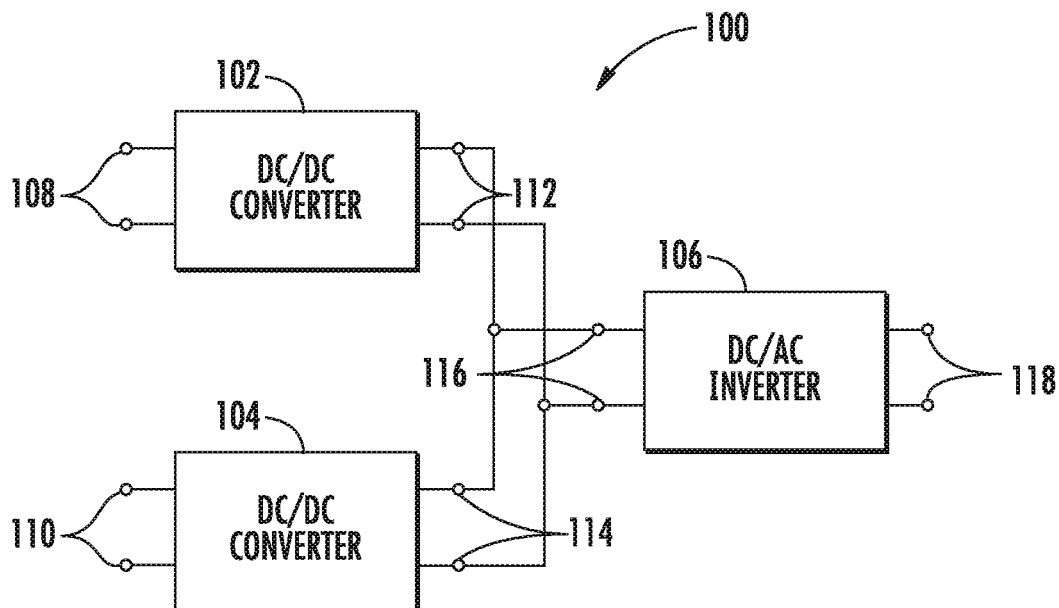 100
102
DC/DC
CONVERTER
108
112
106
DC/AC
INVERTER
116
118
104
DC/DC
CONVERTER
110
114